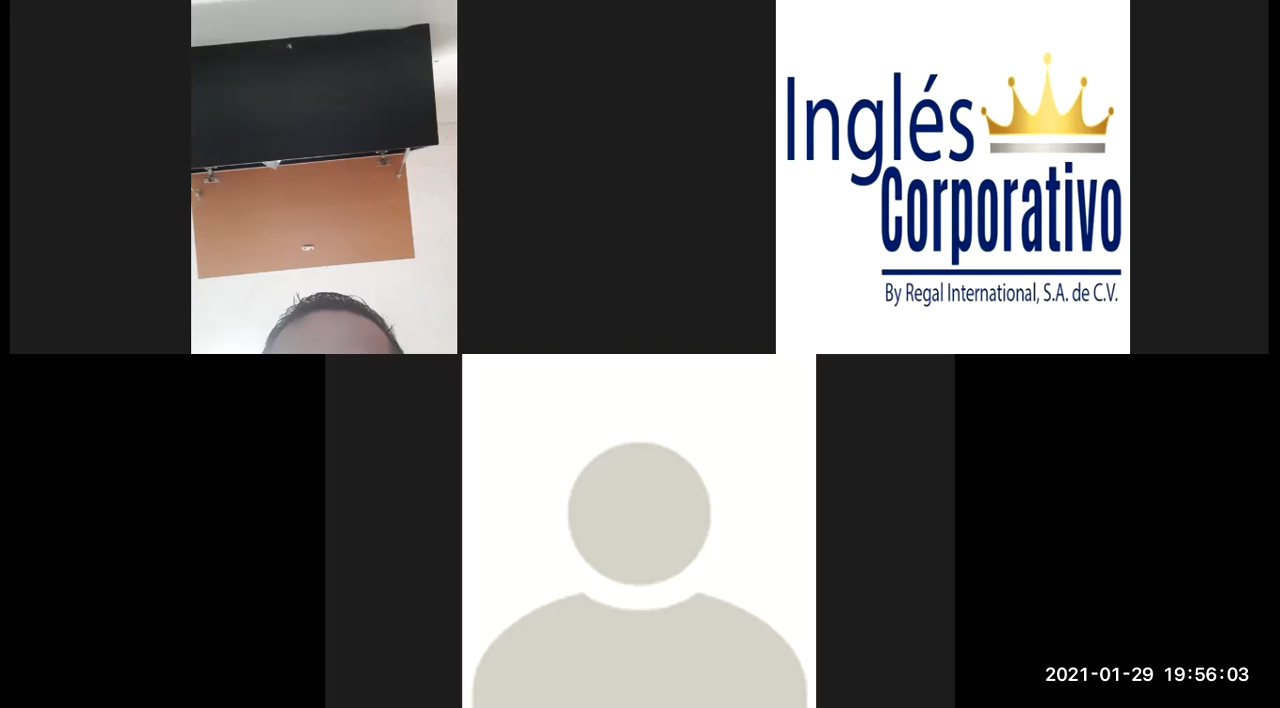 Inglés
Corporativo
By Regal International, S.A. de C.V.
2021-01-29 19:56:03